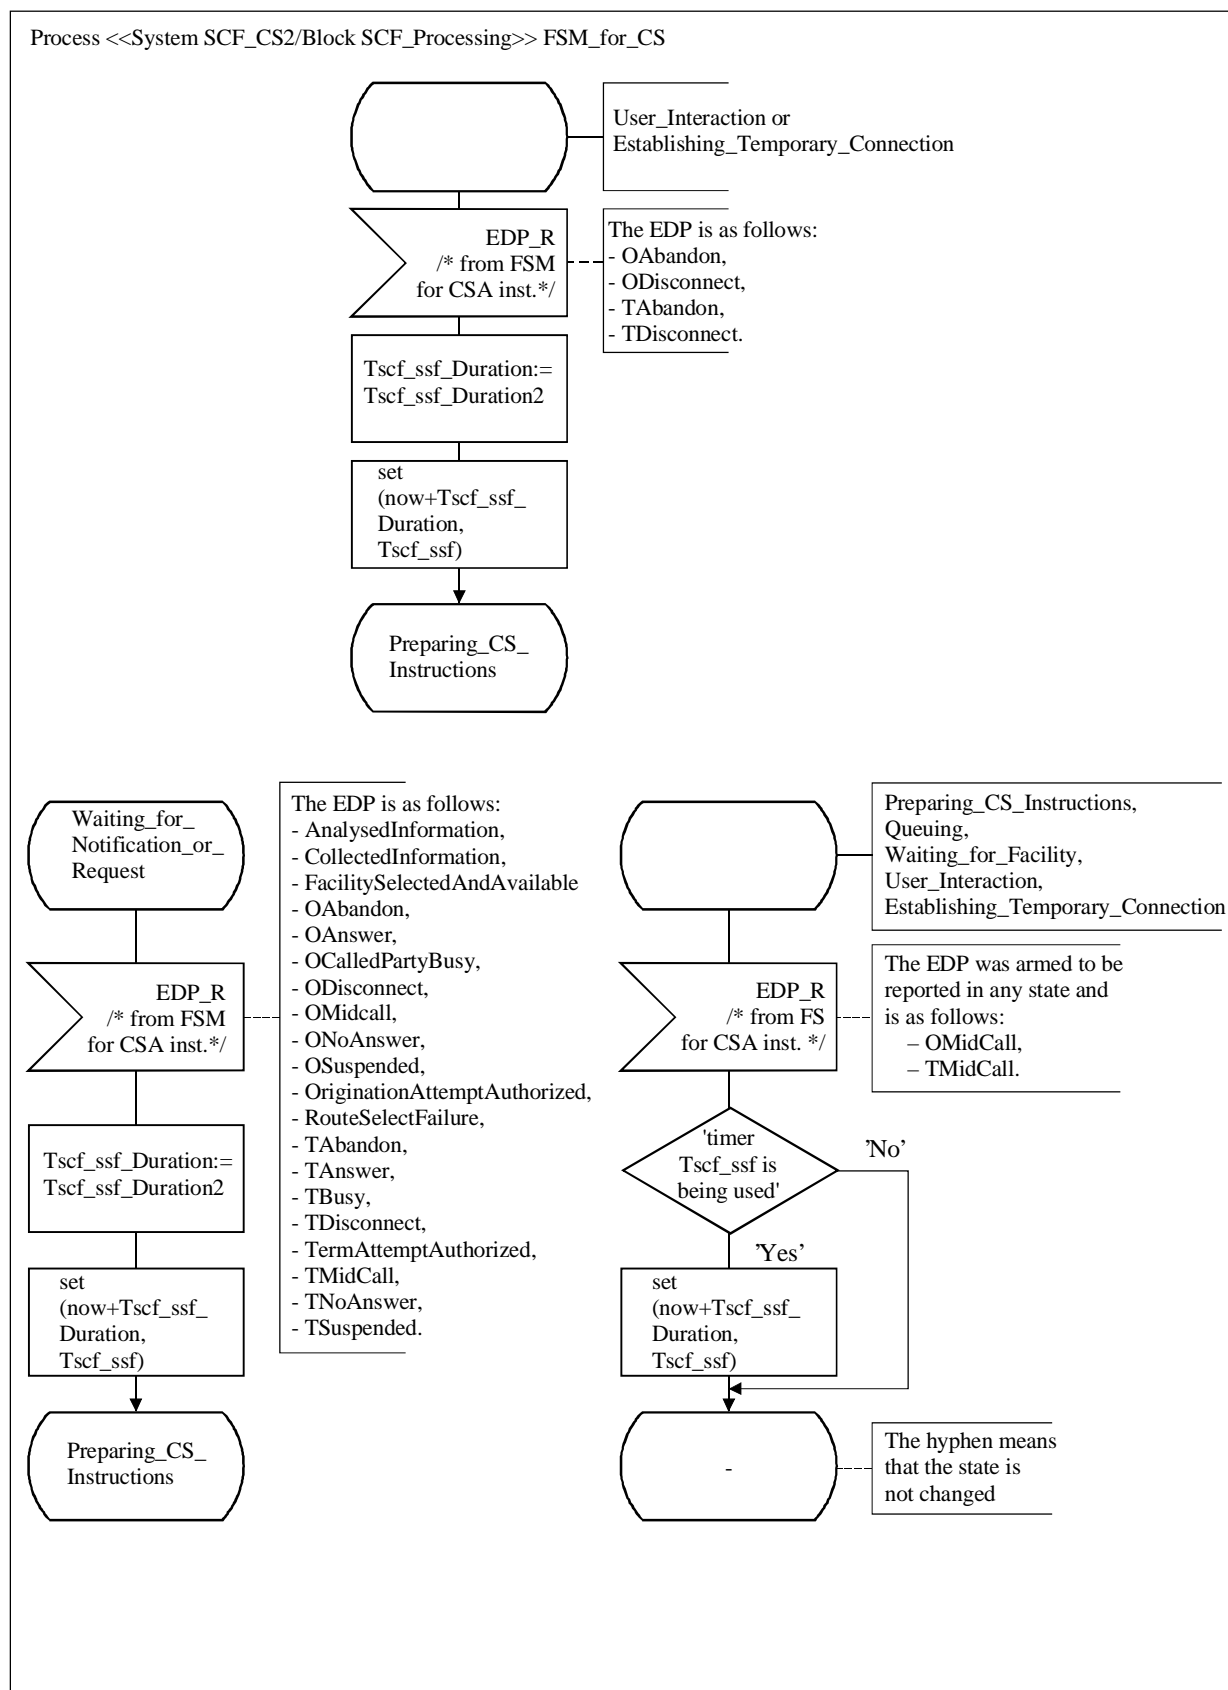 Process <<System SCF_CS2/Block SCF_Processing>> FSM_for_CS
User_Interaction or
Establishing_Temporary_Connection
EDP_R
/* from FSM
for CSA inst.*/
The EDP is as follows:
- OAbandon,
- ODisconnect,
- TAbandon,
- TDisconnect.
Tscf_ssf_Duration:=
Tscf_ssf_Duration2
set
(now+Tscf_ssf_
Duration,
Tscf_ssf)
Preparing_CS_
Instructions
Waiting_for_
Notification_or_
Request
EDP_R
/* from FSM
for CSA inst.*/
Tscf_ssf_Duration:=
Tscf_ssf_Duration2
set
(now+Tscf_ssf_
Duration,
Tscf_ssf)
Preparing_CS_
Instructions
The EDP is as follows:
- AnalysedInformation,
- CollectedInformation,
- FacilitySelectedAndAvailable
- OAbandon,
- OAnswer,
- OCalledPartyBusy,
- ODisconnect,
- OMidcall,
- ONoAnswer,
- OSuspended,
- OriginationAttemptAuthorized,
- RouteSelectFailure,
- TAbandon,
- TAnswer,
- TBusy,
- TDisconnect,
- TermAttemptAuthorized,
- TMidCall,
- TNoAnswer,
- TSuspended.
Preparing_CS_Instructions,
Queuing,
Waiting_for_Facility,
User_Interaction,
Establishing_Temporary_Connection
EDP_R
/* from FS
for CSA inst. */
The EDP was armed to be
reported in any state and
is as follows:
– OMidCall,
– TMidCall.
'timer
Tscf_ssf is
being used'
'No'
'Yes'
set
(now+Tscf_ssf_
Duration,
Tscf_ssf)
-
The hyphen means
that the state is
not changed